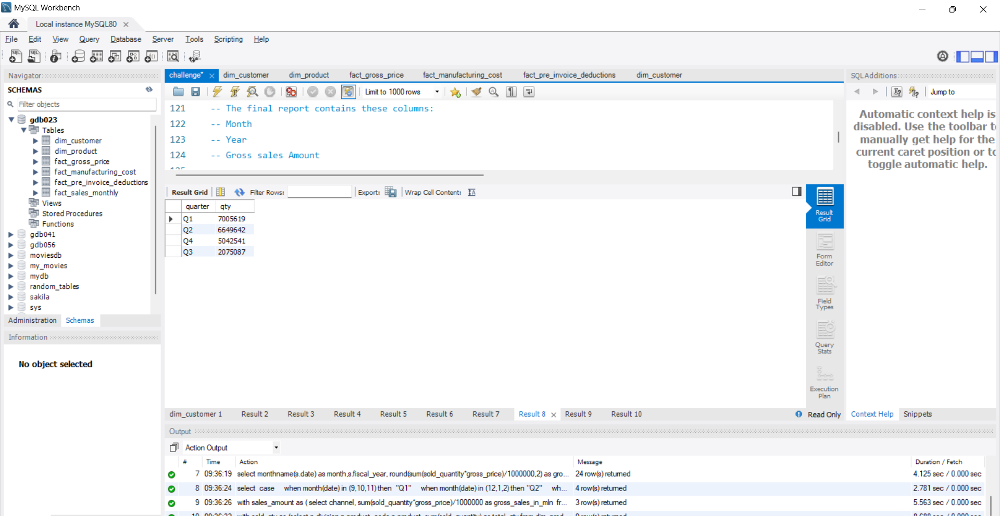 MySQL Workbench
Local instance MySQL80
File Edit View Query Database Server Tools Scripting Help
Navigator
SCHEMAS
Filter objects
gdb023
Tables
dim_customer
dim_product
fact_gross_price
fact_manufacturing_cost
fact_pre_invoice_deductions
fact_sales_monthly
Views
Stored Procedures
Functions
gdb041
gdb056
moviesdb
my_movies
mydb
random_tables
sakila
sys
Administration Schemas
Information
No object selected
challenge* dim_customer dim_product fact_gross_price fact_manufacturing_cost fact_pre_invoice_deductions dim_customer
Limit to 1000 rows
121 -- The final report contains these columns:
122 -- Month
123 -- Year
124 -- Gross sales Amount
Result Grid Filter Rows: Export: Wrap Cell Content:
quarter qty
Q1 7005619
Q2 6649642
Q4 5042541
Q3 2075087
Result Grid
Form Editor
Field Types
Query Stats
Execution Plan
dim_customer 1 Result 2 Result 3 Result 4 Result 5 Result 6 Result 7 Result 8 Result 9 Result 10 Read Only
SQLAdditions
Jump to
Automatic context help is
disabled. Use the toolbar
manually get help for the
current caret position or
toggle automatic help.
Context Help Snippets
Output
Action Output
# Time Action Message Duration / Fetch
7 09:36:19 select monthname(s.date) as month,s.fiscal_year, round(sum(sold_quantity*gross_price)/1000000,2) as gro... 24 row(s) returned 4.125 sec / 0.000 sec
8 09:36:24 select case when month(date) in (9,10,11) then "Q1" when month(date) in (12,1,2) then "Q2" wh... 4 row(s) returned 2.781 sec / 0.000 sec
9 09:36:26 with sales_amount as ( select channel, sum(sold_quantity*gross_price)/1000000 as gross_sales_in_mln fr... 3 row(s) returned 5.563 sec / 0.000 sec